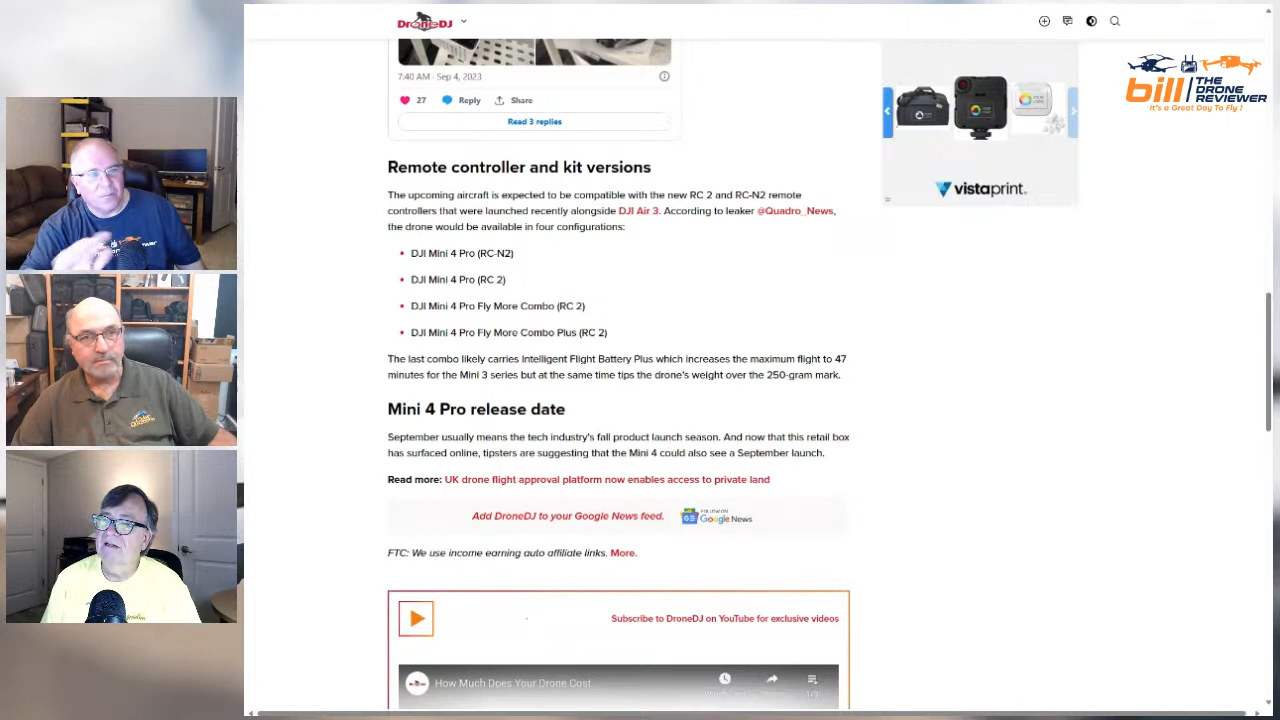 DRONEDJ
bill THE DRONE REVIEWER
It's a Great Day To Fly !
7:40 AM · Sep 4, 2023
27 Reply Share
Read 3 replies
vistaprint.
Remote controller and kit versions
The upcoming aircraft is expected to be compatible with the new RC 2 and RC-N2 remote
controllers that were launched recently alongside DJI Air 3. According to leaker @Quadro_News,
the drone would be available in four configurations:
• DJI Mini 4 Pro (RC-N2)
• DJI Mini 4 Pro (RC 2)
• DJI Mini 4 Pro Fly More Combo (RC 2)
• DJI Mini 4 Pro Fly More Combo Plus (RC 2)
The last combo likely carries Intelligent Flight Battery Plus which increases the maximum flight to 47
minutes for the Mini 3 series but at the same time tips the drone's weight over the 250-gram mark.
Mini 4 Pro release date
September usually means the tech industry's fall product launch season. And now that this retail box
has surfaced online, tipsters are suggesting that the Mini 4 could also see a September launch.
Read more: UK drone flight approval platform now enables access to private land
Add DroneDJ to your Google News feed.
FOLLOW ON
Google News
FTC: We use income earning auto affiliate links. More.
Subscribe to DroneDJ on YouTube for exclusive videos
How Much Does Your Drone Cost